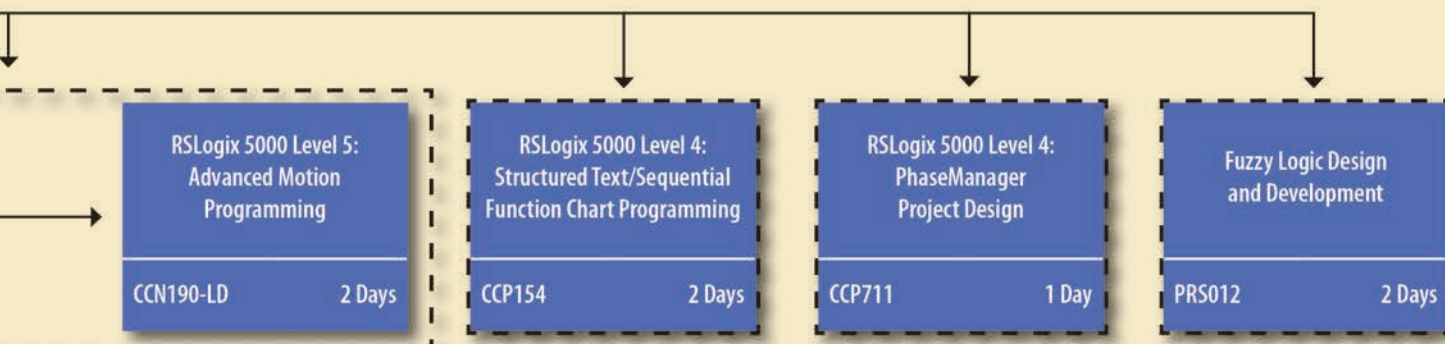 RSLogix 5000 Level 5:
Advanced Motion
Programming
CCN190-LD 2 Days
RSLogix 5000 Level 4:
Structured Text/Sequential
Function Chart Programming
CCP154 2 Days
RSLogix 5000 Level 4:
PhaseManager
Project Design
CCP711 1 Day
Fuzzy Logic Design
and Development
PRS012 2 Days